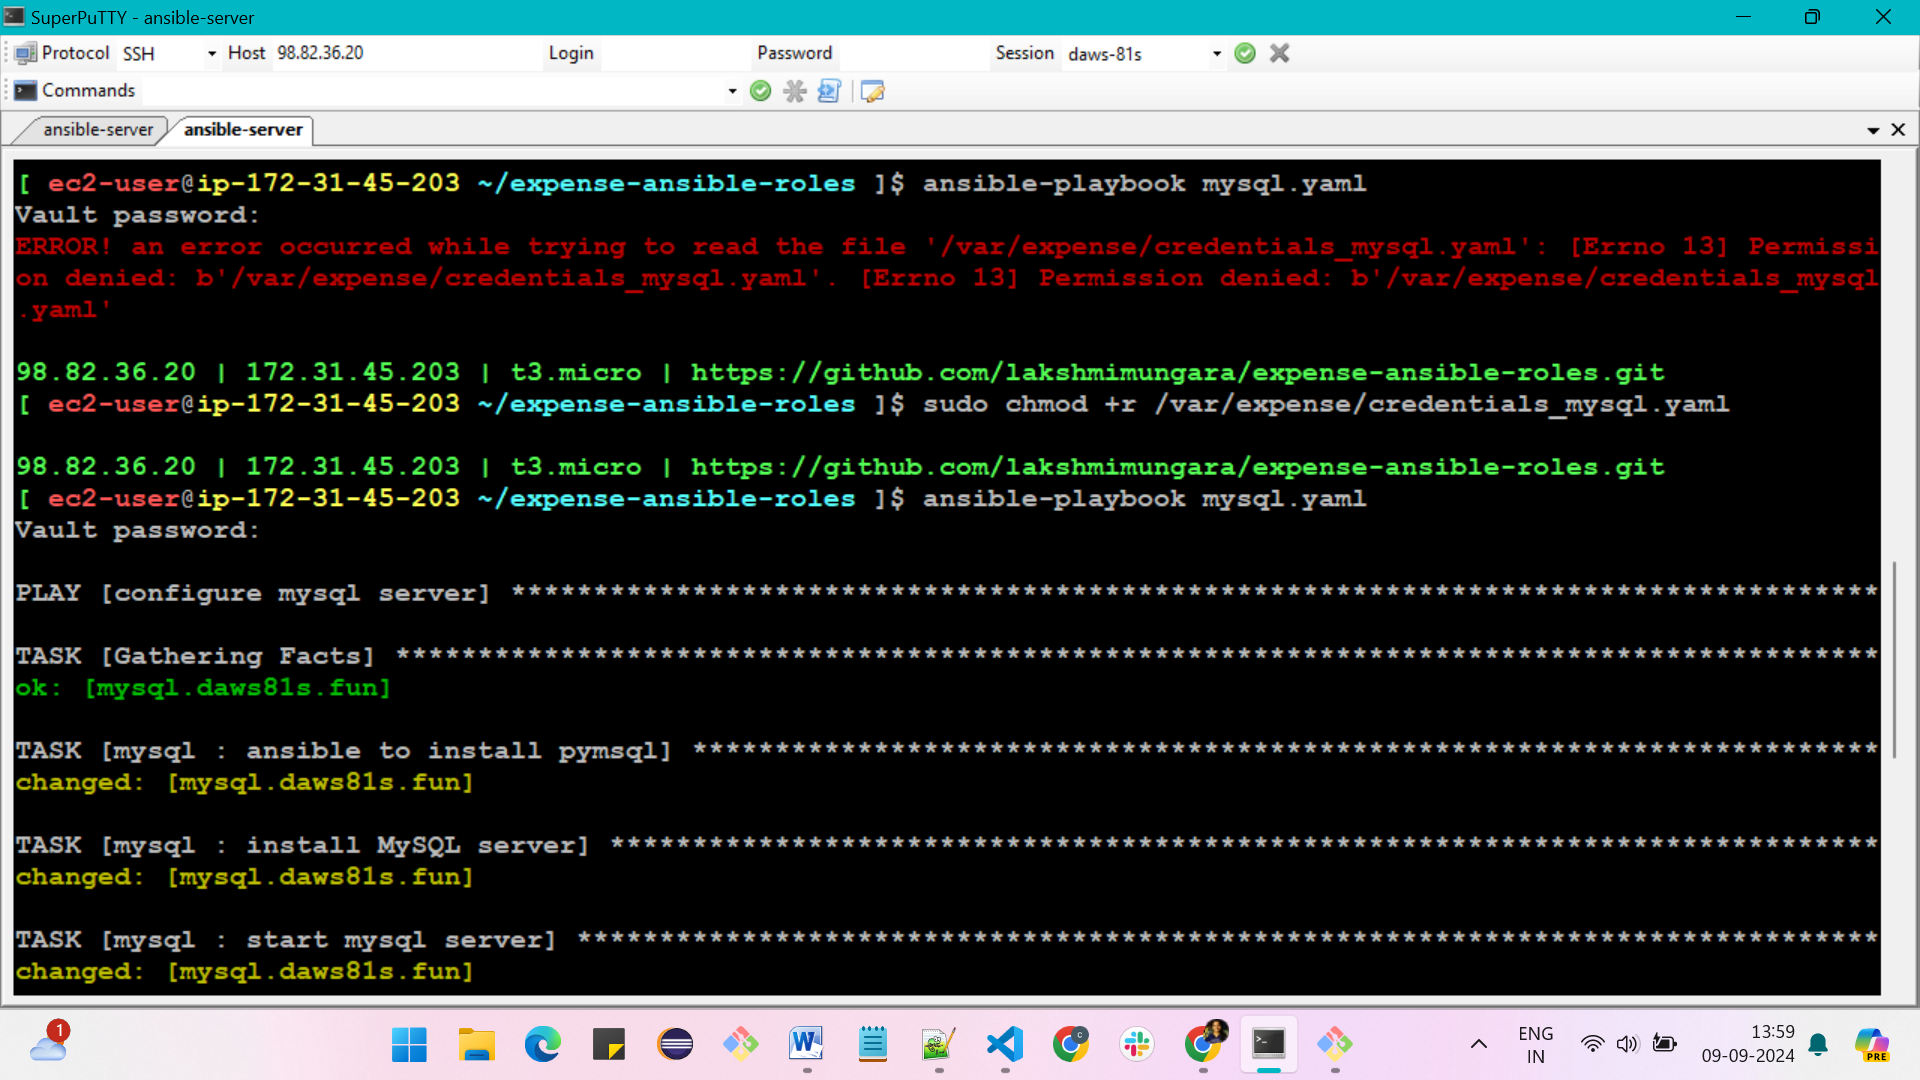 SuperPuTTY - ansible-server
Protocol SSH Host 98.82.36.20 Login Password Session daws-81s
Commands
ansible-server ansible-server
[ ec2-user@ip-172-31-45-203 ~/expense-ansible-roles ]$ ansible-playbook mysql.yaml
Vault password:
ERROR! an error occurred while trying to read the file '/var/expense/credentials_mysql.yaml': [Errno 13] Permissi
on denied: b'/var/expense/credentials_mysql.yaml'. [Errno 13] Permission denied: b'/var/expense/credentials_mysql
.yaml'
98.82.36.20 | 172.31.45.203 | t3.micro | https://github.com/lakshmimungara/expense-ansible-roles.git
[ ec2-user@ip-172-31-45-203 ~/expense-ansible-roles ]$ sudo chmod +r /var/expense/credentials_mysql.yaml
98.82.36.20 | 172.31.45.203 | t3.micro | https://github.com/lakshmimungara/expense-ansible-roles.git
[ ec2-user@ip-172-31-45-203 ~/expense-ansible-roles ]$ ansible-playbook mysql.yaml
Vault password:
PLAY [configure mysql server] ***********************************************************************************
TASK [Gathering Facts] ******************************************************************************************
ok: [mysql.daws81s.fun]
TASK [mysql : ansible to install pymsql] ************************************************************************
changed: [mysql.daws81s.fun]
TASK [mysql : install MySQL server] *****************************************************************************
changed: [mysql.daws81s.fun]
TASK [mysql : start mysql server] *******************************************************************************
changed: [mysql.daws81s.fun]
1
ENG
IN
13:59
09-09-2024
PRE